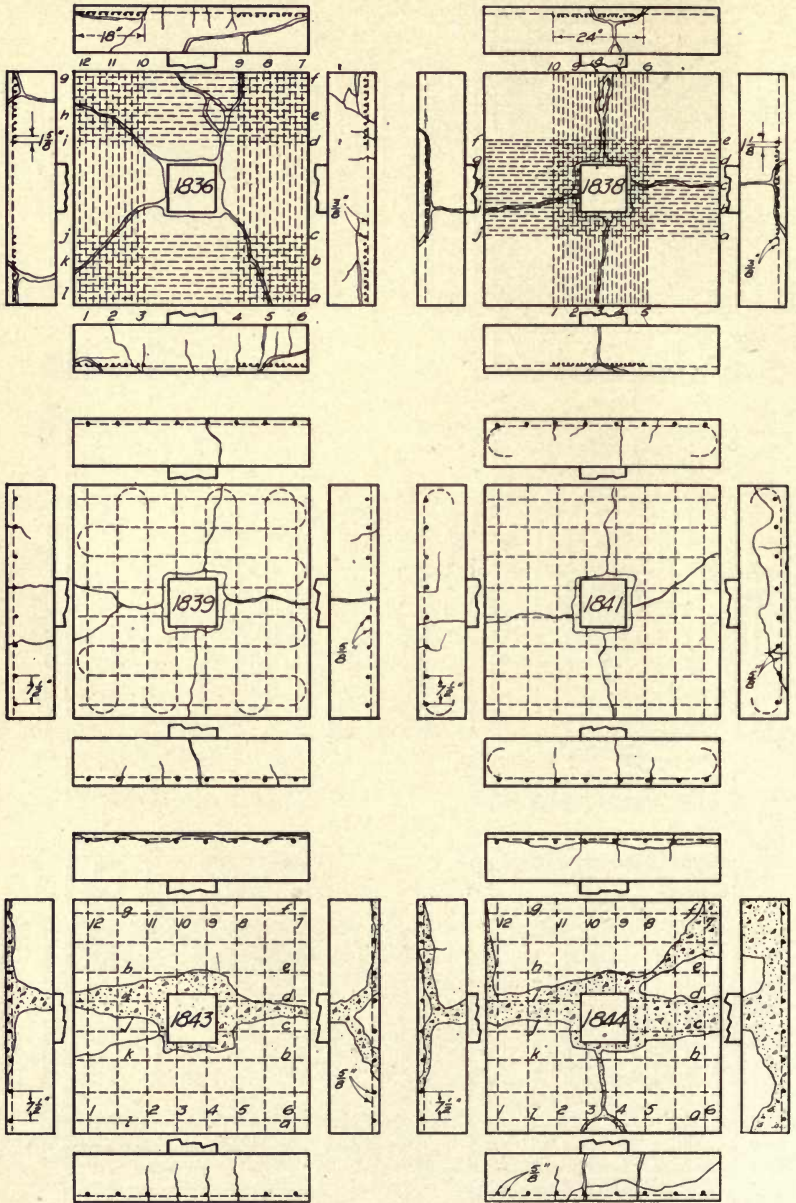 18"
12 11 10 9 8 7
g f
h e
i d
1 5/8"
1836
3/8"
j c
k b
l a
1 2 3 4 5 6
24"
10 9 8 7 6
f e
g d
1 1/8"
h c
1838
j a
3/8"
1 2 3 4 5
1839
5/8"
7 1/2"
1841
5/8"
7 1/2"
g f
12 11 10 9 8 7
h e
d
1843
j c
k b
5/8"
7 1/2"
1 2 3 4 5 6
l a
g f
12 11 10 9 8 7
h e
d
1844
j c
k b
7 1/2"
1 l 2 3 4 5 a 6
5/8"